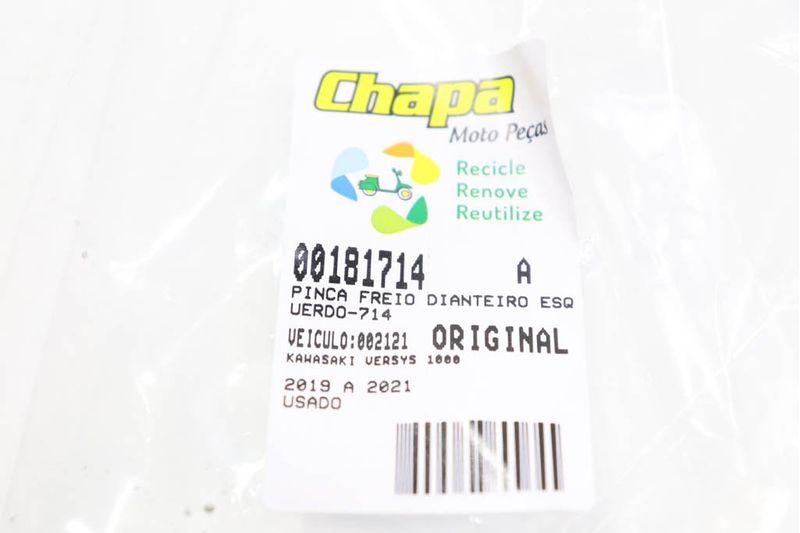 Chapa
Moto Peças
Recicle
Renove
Reutilize
00181714 A
PINCA FREIO DIANTEIRO ESQ
UERDO-714
VEICULO:002121 ORIGINAL
KAWASAKI VERSYS 1000
2019 A 2021
USADO